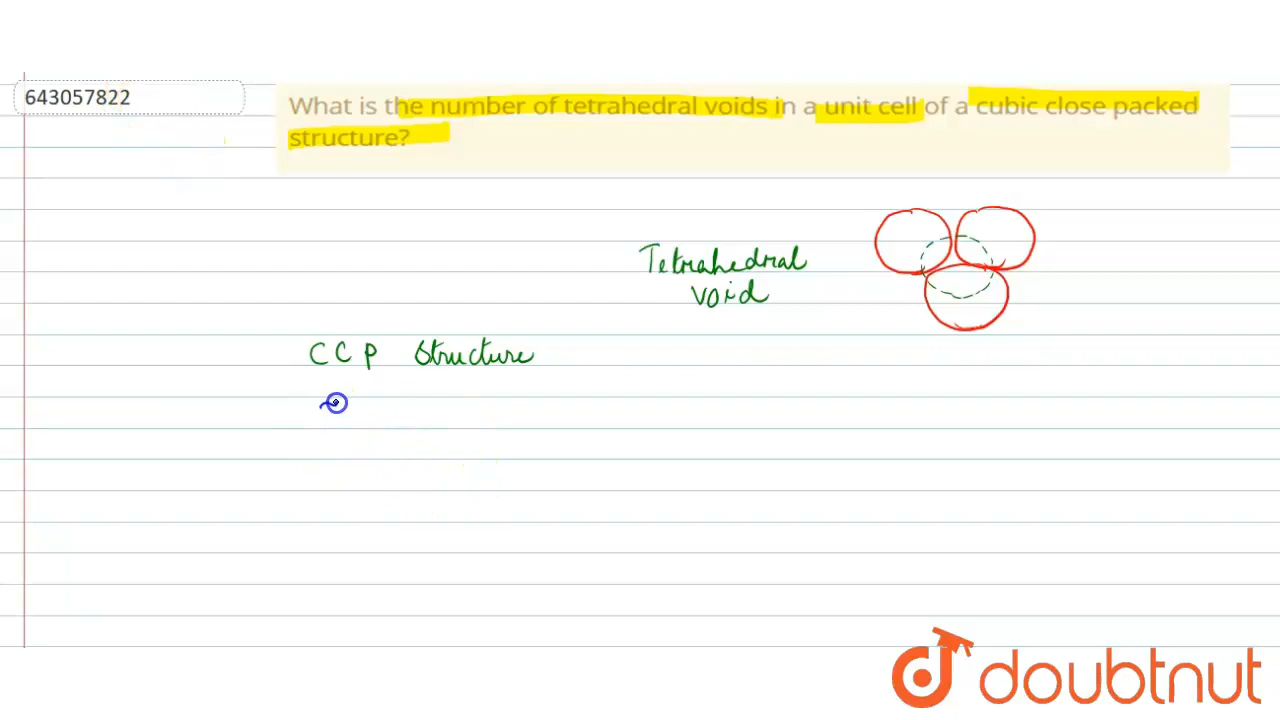 643057822
What is the number of tetrahedral voids in a unit cell of a cubic close packed
structure?
Tetrahedral
void
CCP Structure
doubtnut